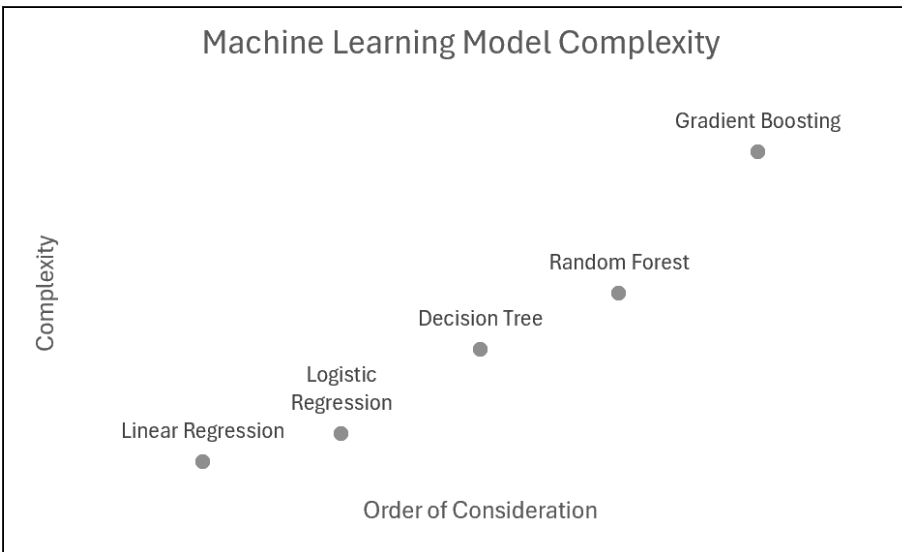 Machine Learning Model Complexity
Gradient Boosting
Random Forest
Decision Tree
Logistic
Regression
Linear Regression
Complexity
Order of Consideration